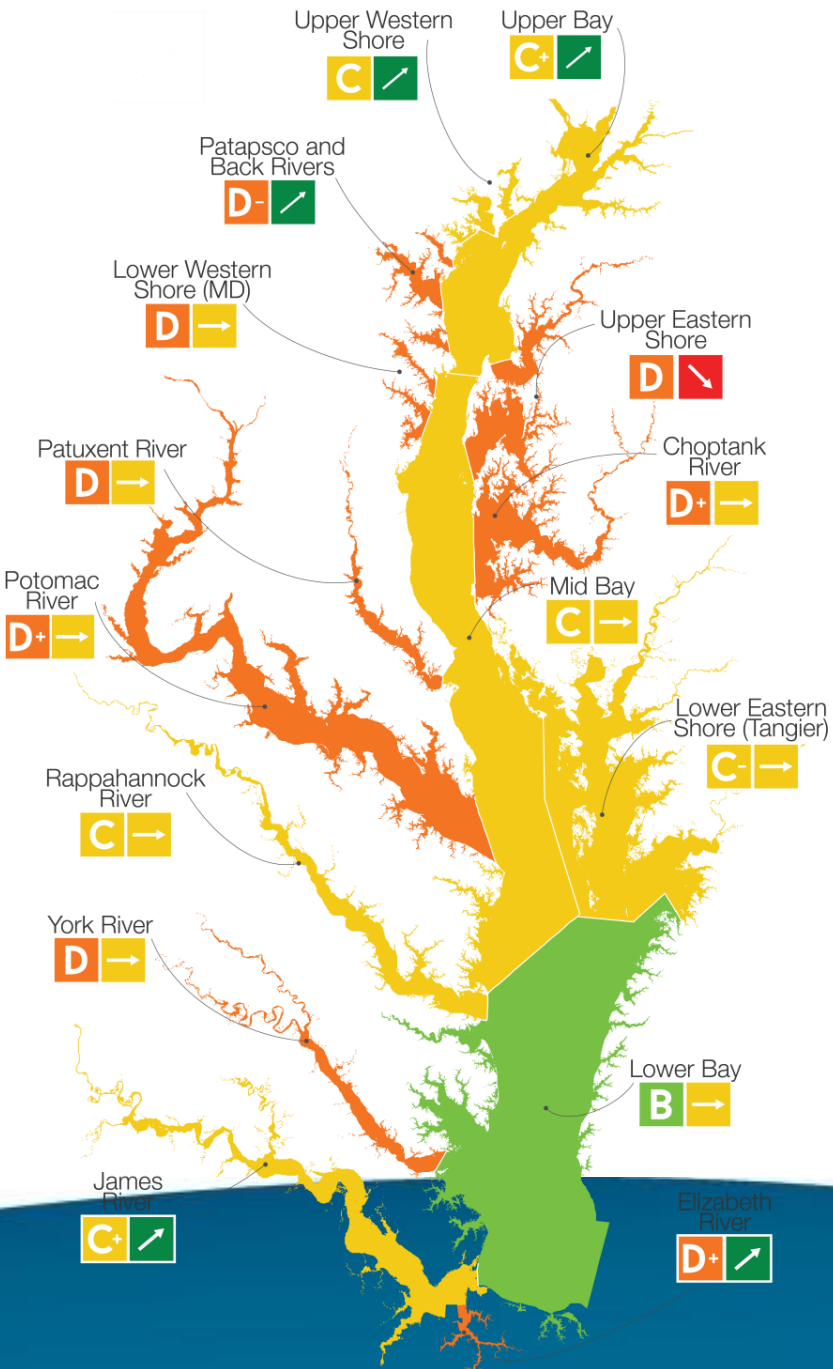 Upper Western
Shore
C
Upper Bay
C+
Patapsco and
Back Rivers
D-
Lower Western
Shore (MD)
D
Upper Eastern
Shore
D
Patuxent River
D
Choptank
River
D+
Potomac
River
D+
Mid Bay
C
Lower Eastern
Shore (Tangier)
C-
Rappahannock
River
C
York River
D
Lower Bay
B
James
River
C+
Elizabeth
River
D+